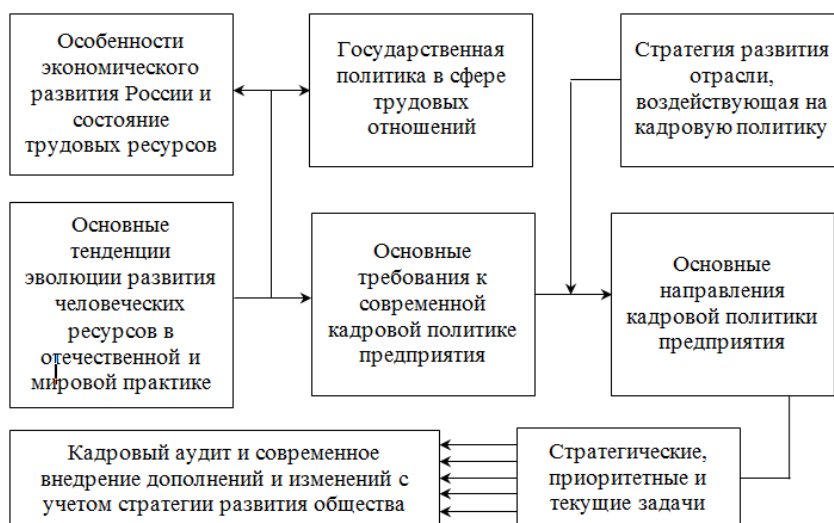 Особенности
экономического
развития России и
состояние
трудовых ресурсов
Государственная
политика в сфере
трудовых
отношений
Стратегия развития
отрасли,
воздействующая на
кадровую политику
Основные
тенденции
эволюции развития
человеческих
ресурсов в
отечественной и
мировой практике
Основные
требования к
современной
кадровой политике
предприятия
Основные
направления
кадровой политики
предприятия
Кадровый аудит и современное
внедрение дополнений и изменений с
учетом стратегии развития общества
Стратегические,
приоритетные и
текущие задачи